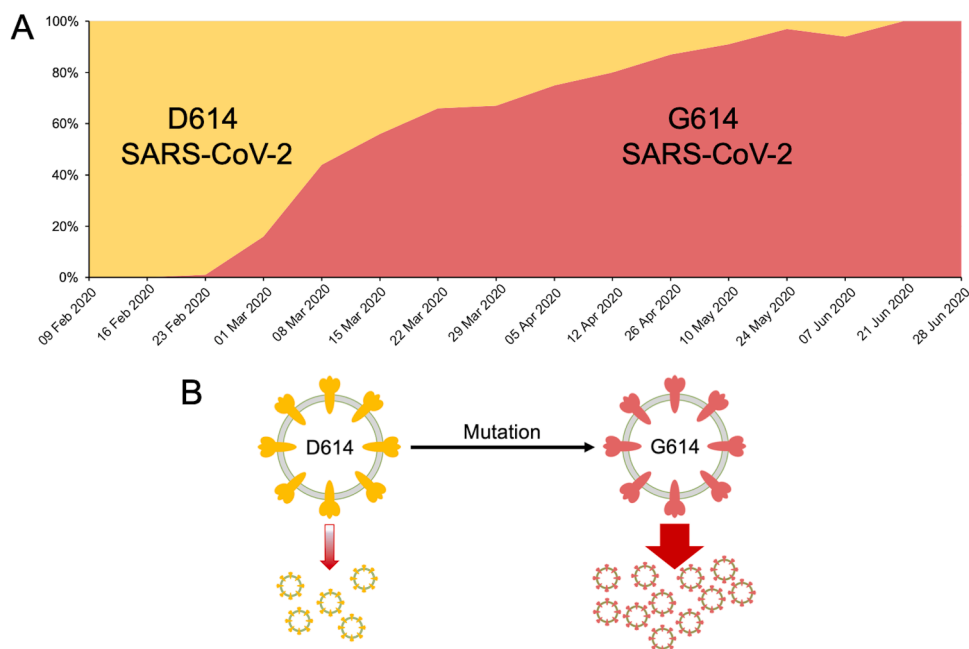 A
100%
80%
60%
40%
20%
0%
D614
SARS-CoV-2
G614
SARS-CoV-2
09 Feb 2020
16 Feb 2020
23 Feb 2020
01 Mar 2020
08 Mar 2020
15 Mar 2020
22 Mar 2020
29 Mar 2020
05 Apr 2020
12 Apr 2020
26 Apr 2020
10 May 2020
24 May 2020
07 Jun 2020
21 Jun 2020
28 Jun 2020
B
D614
Mutation
G614